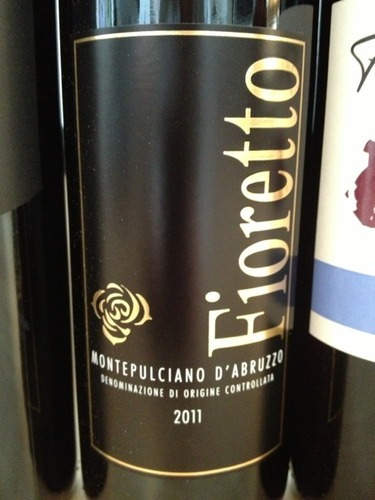 Fioretto
MONTEPULCIANO D'ABRUZZO
DENOMINAZIONE DI ORIGINE CONTROLLATA
2011